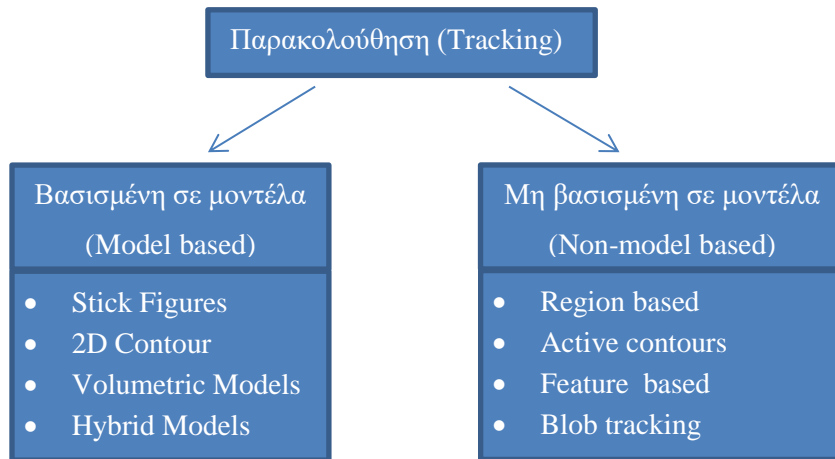 Παρακολούθηση (Tracking)
Βασισμένη σε μοντέλα
(Model based)
• Stick Figures
• 2D Contour
• Volumetric Models
• Hybrid Models
Μη βασισμένη σε μοντέλα
(Non-model based)
• Region based
• Active contours
• Feature  based
• Blob tracking